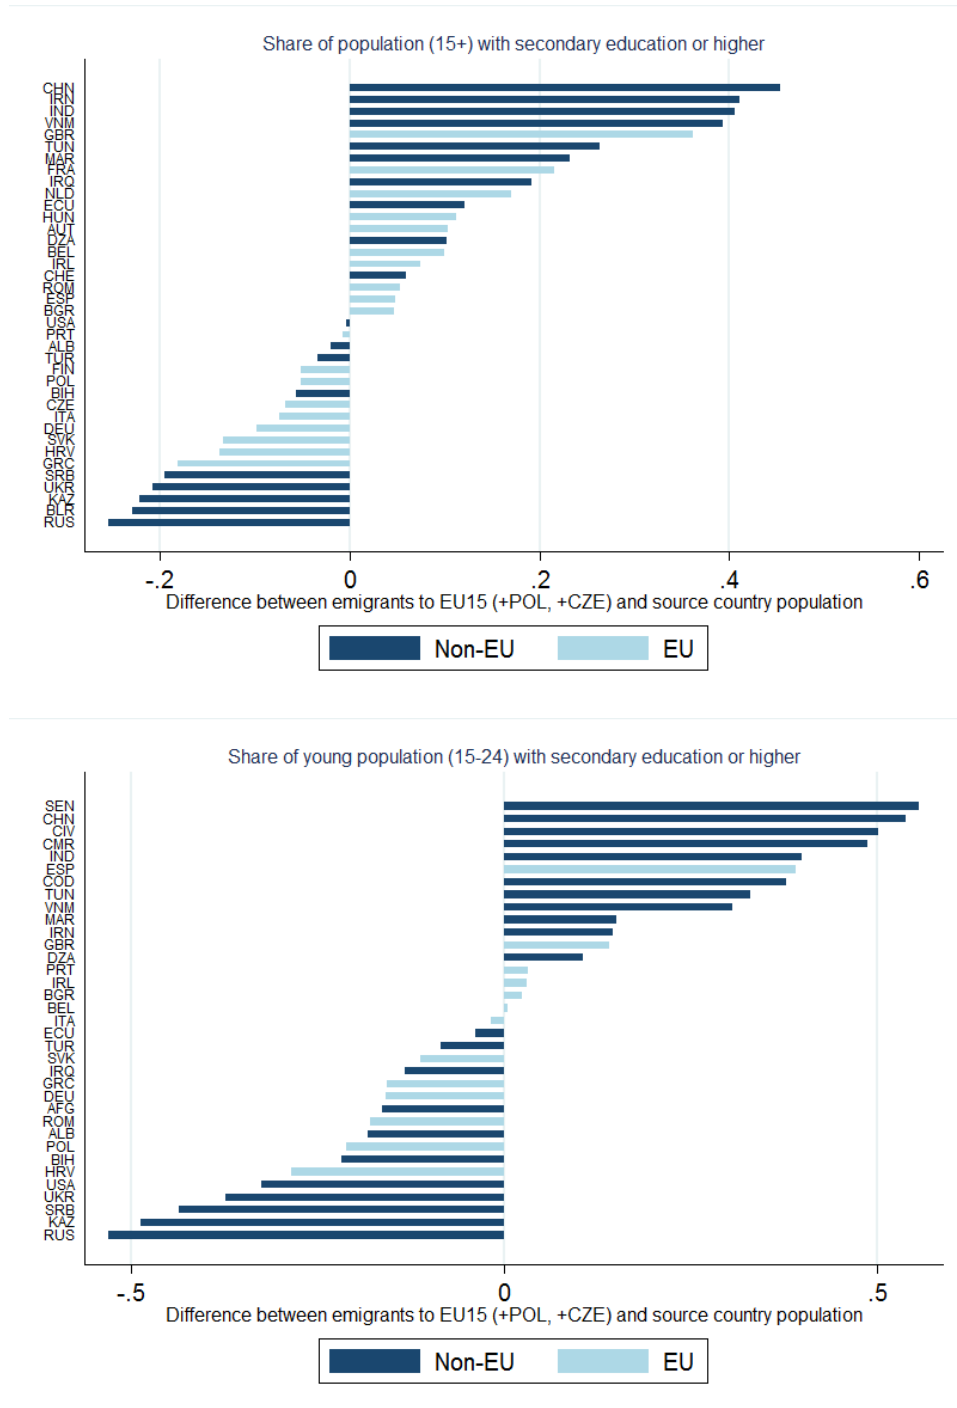 Share of population (15+) with secondary education or higher
CHN
IRN
IND
VNM
GBR
TUN
MAR
FRA
IRQ
NLD
ECU
HUN
AUT
DZA
BEL
IRL
CHE
ROM
ESP
BGR
USA
PRT
ALB
TUR
FIN
POL
BIH
CZE
ITA
DEU
SVK
HRV
GRC
SRB
UKR
KAZ
BLR
RUS
-.2 0 .2 .4 .6
Difference between emigrants to EU15 (+POL, +CZE) and source country population
Non-EU EU
Share of young population (15-24) with secondary education or higher
SEN
CHN
CIV
CMR
IND
ESP
COD
TUN
VNM
MAR
IRN
GBR
DZA
PRT
IRL
BGR
BEL
ITA
ECU
TUR
SVK
IRQ
GRC
DEU
AFG
ROM
ALB
POL
BIH
HRV
USA
UKR
SRB
KAZ
RUS
-.5 0 .5
Difference between emigrants to EU15 (+POL, +CZE) and source country population
Non-EU EU